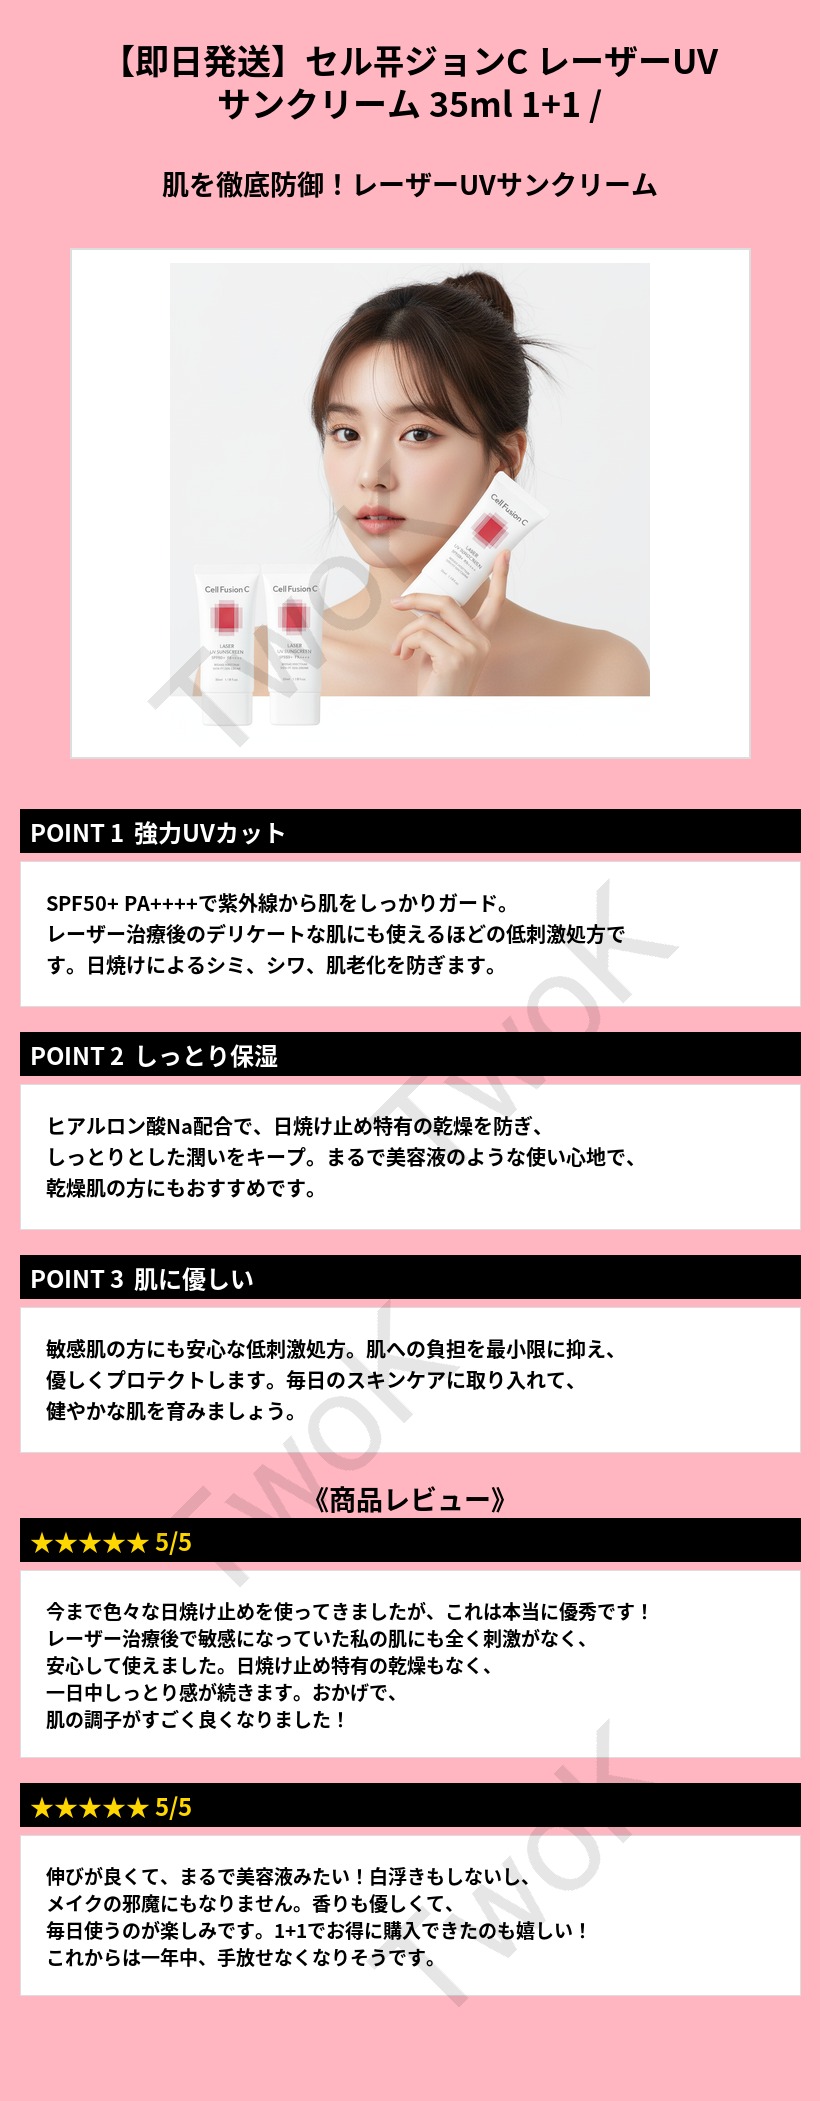 【即日発送】セル퓨ジョンC レーザーUV
サンクリーム 35ml 1+1 /
肌を徹底防御！レーザーUVサンクリーム
Cell Fusion C
LASER
UV SUNSCREEN
SPF50+ PA++++
Cell Fusion C
LASER
UV SUNSCREEN
SPF50+ PA++++
Cell Fusion C
LASER
UV SUNSCREEN
SPF50+ PA++++
TwoK
POINT 1 強力UVカット
SPF50+ PA++++で紫外線から肌をしっかりガード。
レーザー治療後のデリケートな肌にも使えるほどの低刺激処方で
す。日焼けによるシミ、シワ、肌老化を防ぎます。
TwoK
POINT 2 しっとり保湿
ヒアルロン酸Na配合で、日焼け止め特有の乾燥を防ぎ、
しっとりとした潤いをキープ。まるで美容液のような使い心地で、
乾燥肌の方にもおすすめです。
POINT 3 肌に優しい
敏感肌の方にも安心な低刺激処方。肌への負担を最小限に抑え、
優しくプロテクトします。毎日のスキンケアに取り入れて、
健やかな肌を育みましょう。
TwoK
《商品レビュー》
★★★★★ 5/5
今まで色々な日焼け止めを使ってきましたが、これは本当に優秀です！
レーザー治療後で敏感になっていた私の肌にも全く刺激がなく、
安心して使えました。日焼け止め特有の乾燥もなく、
一日中しっとり感が続きます。おかげで、
肌の調子がすごく良くなりました！
★★★★★ 5/5
伸びが良くて、まるで美容液みたい！白浮きもしないし、
メイクの邪魔にもなりません。香りも優しくて、
毎日使うのが楽しみです。1+1でお得に購入できたのも嬉しい！
これからは一年中、手放せなくなりそうです。
TwoK